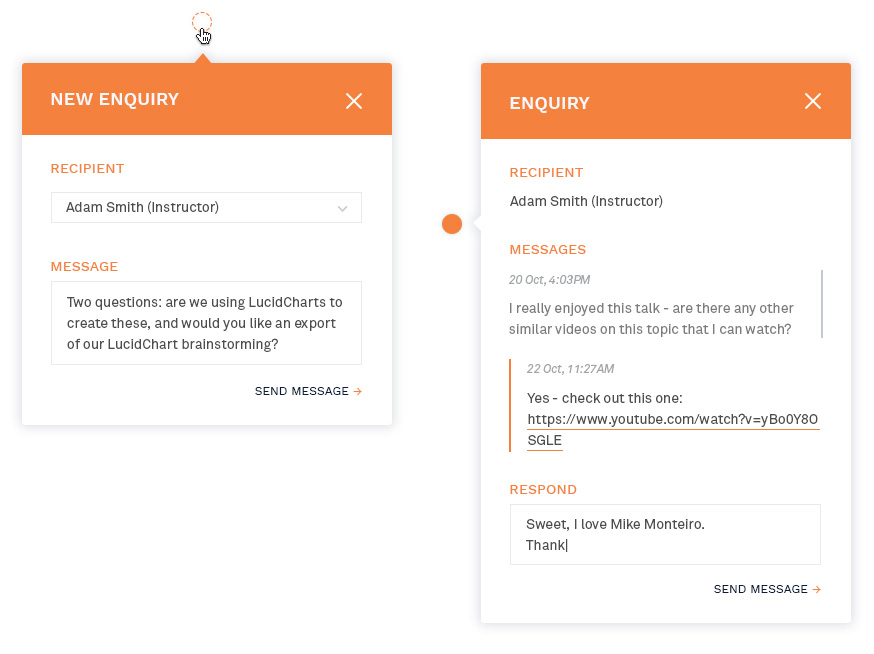 NEW ENQUIRY
RECIPIENT
Adam Smith (Instructor)
MESSAGE
Two questions: are we using LucidCharts to
create these, and would you like an export
of our LucidChart brainstorming?
SEND MESSAGE →
ENQUIRY
RECIPIENT
Adam Smith (Instructor)
MESSAGES
20 Oct, 4:03PM
I really enjoyed this talk - are there any other
similar videos on this topic that I can watch?
22 Oct, 11:27AM
Yes - check out this one:
https://www.youtube.com/watch?v=yBo0Y8O
SGLE
RESPOND
Sweet, I love Mike Monteiro.
Thank
SEND MESSAGE →